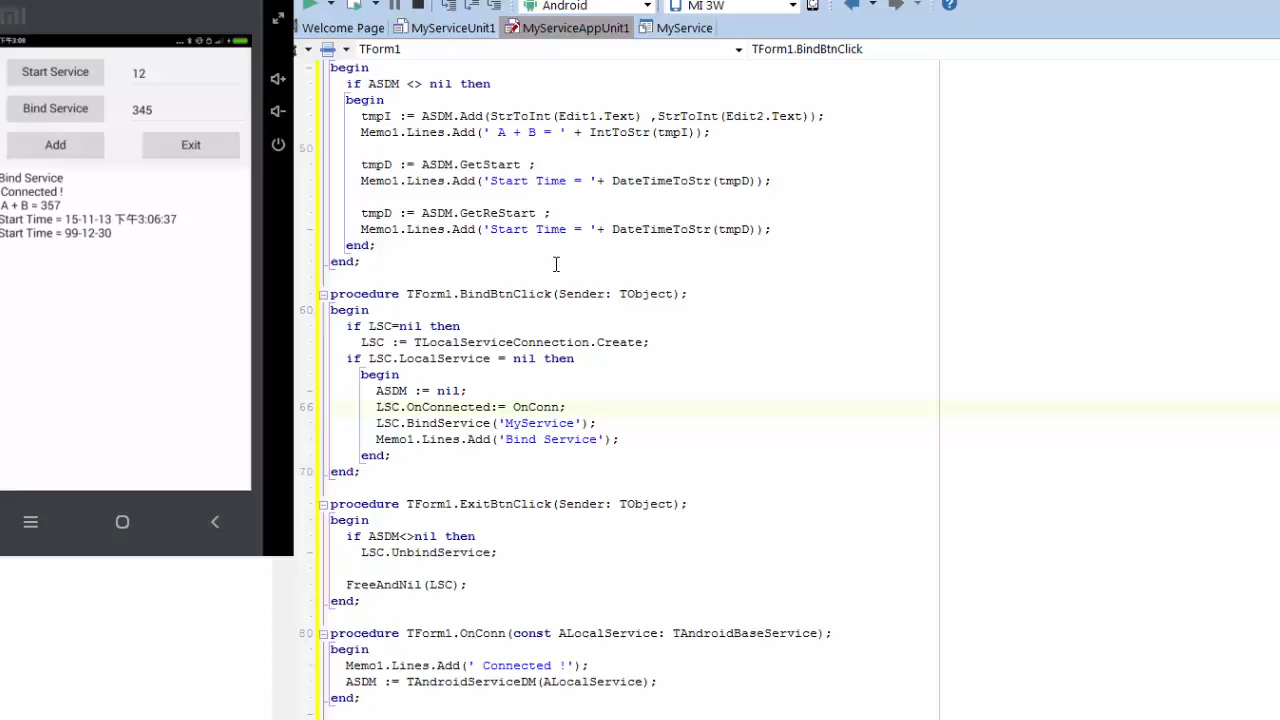 Android
MI 3W
Welcome Page
MyServiceUnit1
MyServiceAppUnit1
MyService
TForm1
TForm1.BindBtnClick
下午3:08
Start Service
12
Bind Service
345
Add
Exit
Bind Service
Connected !
A + B = 357
Start Time = 15-11-13 下午3:06:37
Start Time = 99-12-30
begin
if ASDM <> nil then
begin
tmpI := ASDM.Add(StrToInt(Edit1.Text) ,StrToInt(Edit2.Text));
Memo1.Lines.Add(' A + B = ' + IntToStr(tmpI));
50
tmpD := ASDM.GetStart ;
Memo1.Lines.Add('Start Time = '+ DateTimeToStr(tmpD));
tmpD := ASDM.GetReStart ;
Memo1.Lines.Add('Start Time = '+ DateTimeToStr(tmpD));
end;
end;
procedure TForm1.BindBtnClick(Sender: TObject);
60 begin
if LSC=nil then
LSC := TLocalServiceConnection.Create;
if LSC.LocalService = nil then
begin
ASDM := nil;
66 LSC.OnConnected:= OnConn;
LSC.BindService('MyService');
Memo1.Lines.Add('Bind Service');
end;
70 end;
procedure TForm1.ExitBtnClick(Sender: TObject);
begin
if ASDM<>nil then
LSC.UnbindService;
FreeAndNil(LSC);
end;
80 procedure TForm1.OnConn(const ALocalService: TAndroidBaseService);
begin
Memo1.Lines.Add(' Connected !');
ASDM := TAndroidServiceDM(ALocalService);
end;